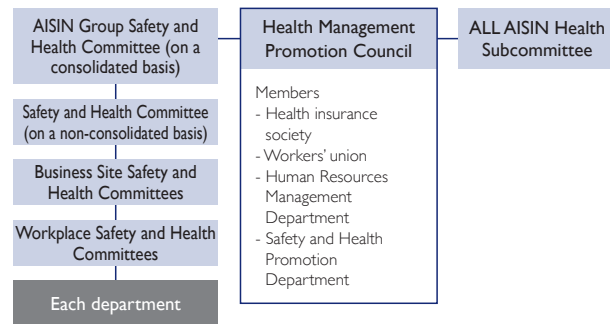 AISIN Group Safety and
Health Committee (on a
consolidated basis)
Safety and Health Committee
(on a non-consolidated basis)
Business Site Safety and
Health Committees
Workplace Safety and Health
Committees
Each department
Health Management
Promotion Council
Members
- Health insurance
society
- Workers' union
- Human Resources
Management
Department
- Safety and Health
Promotion
Department
ALL AISIN Health
Subcommittee